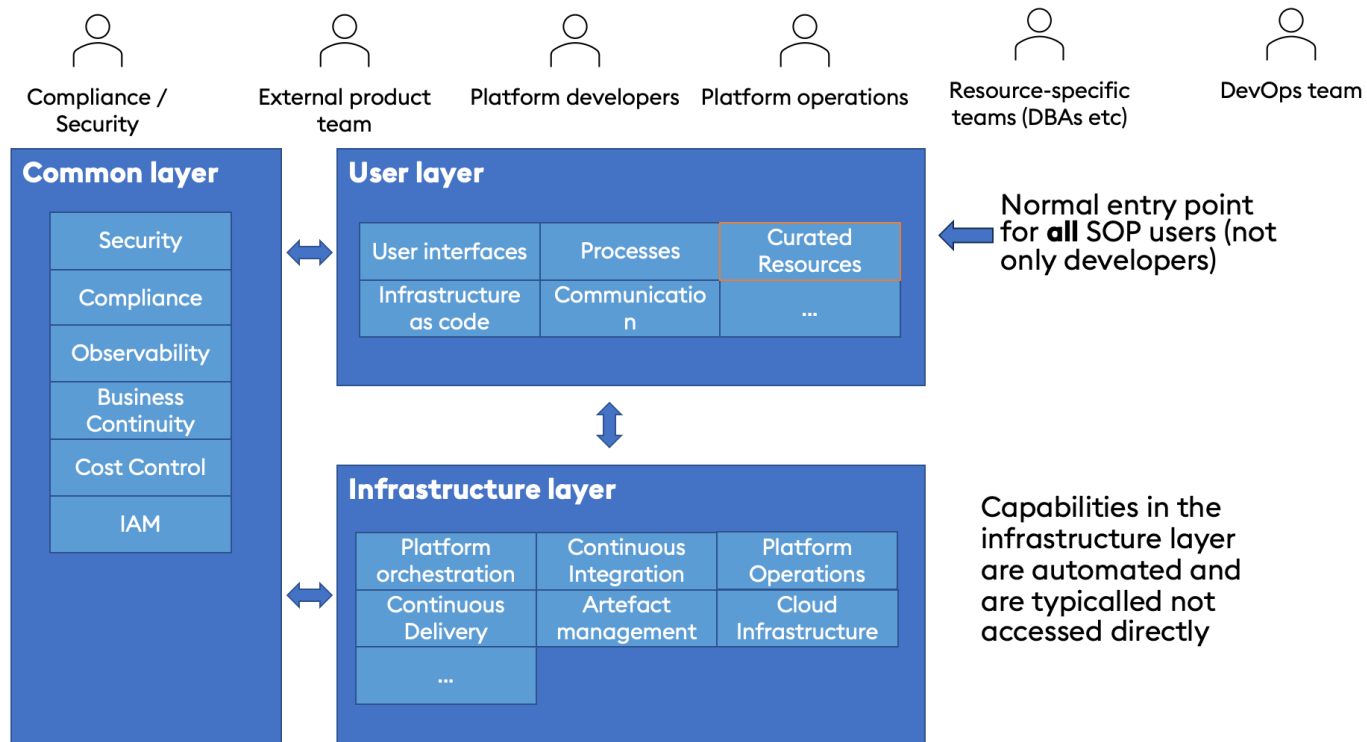 Compliance /
Security
External product
team
Platform developers
Platform operations
Resource-specific
teams (DBAs etc)
DevOps team
Common layer
Security
Compliance
Observability
Business
Continuity
Cost Control
IAM
User layer
User interfaces
Processes
Curated
Resources
Infrastructure
as code
Communicatio
n
...
Normal entry point
for all SOP users (not
only developers)
Infrastructure layer
Platform
orchestration
Continuous
Integration
Platform
Operations
Continuous
Delivery
Artefact
management
Cloud
Infrastructure
...
Capabilities in the
infrastructure layer
are automated and
are typicalled not
accessed directly